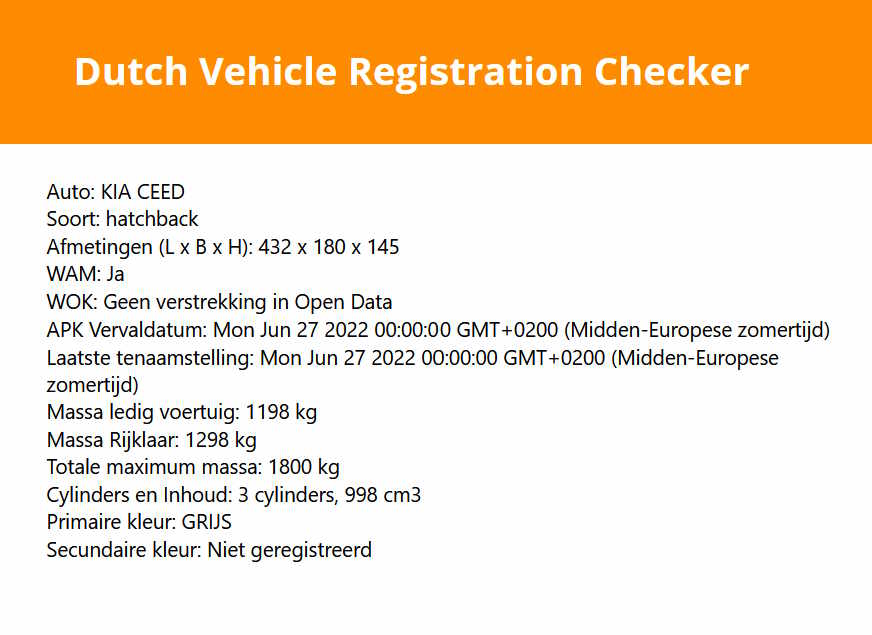 Dutch Vehicle Registration Checker
Auto: KIA CEED
Soort: hatchback
Afmetingen (L x B x H): 432 x 180 x 145
WAM: Ja
WOK: Geen verstrekking in Open Data
APK Vervaldatum: Mon Jun 27 2022 00:00:00 GMT+0200 (Midden-Europese zomertijd)
Laatste tenaamstelling: Mon Jun 27 2022 00:00:00 GMT+0200 (Midden-Europese
zomertijd)
Massa ledig voertuig: 1198 kg
Massa Rijklaar: 1298 kg
Totale maximum massa: 1800 kg
Cylinders en Inhoud: 3 cylinders, 998 cm3
Primaire kleur: GRIJS
Secundaire kleur: Niet geregistreerd